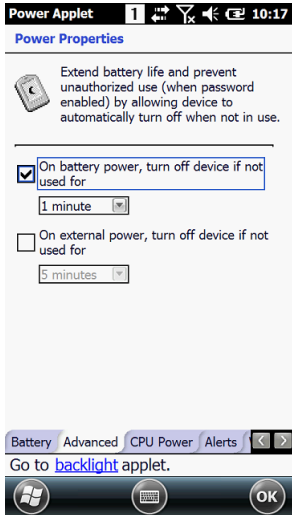 Power Applet 1 10:17
Power Properties
Extend battery life and prevent
unauthorized use (when password
enabled) by allowing device to
automatically turn off when not in use.
On battery power, turn off device if not
used for
1 minute
On external power, turn off device if not
used for
5 minutes
Battery Advanced CPU Power Alerts
Go to backlight applet.
OK